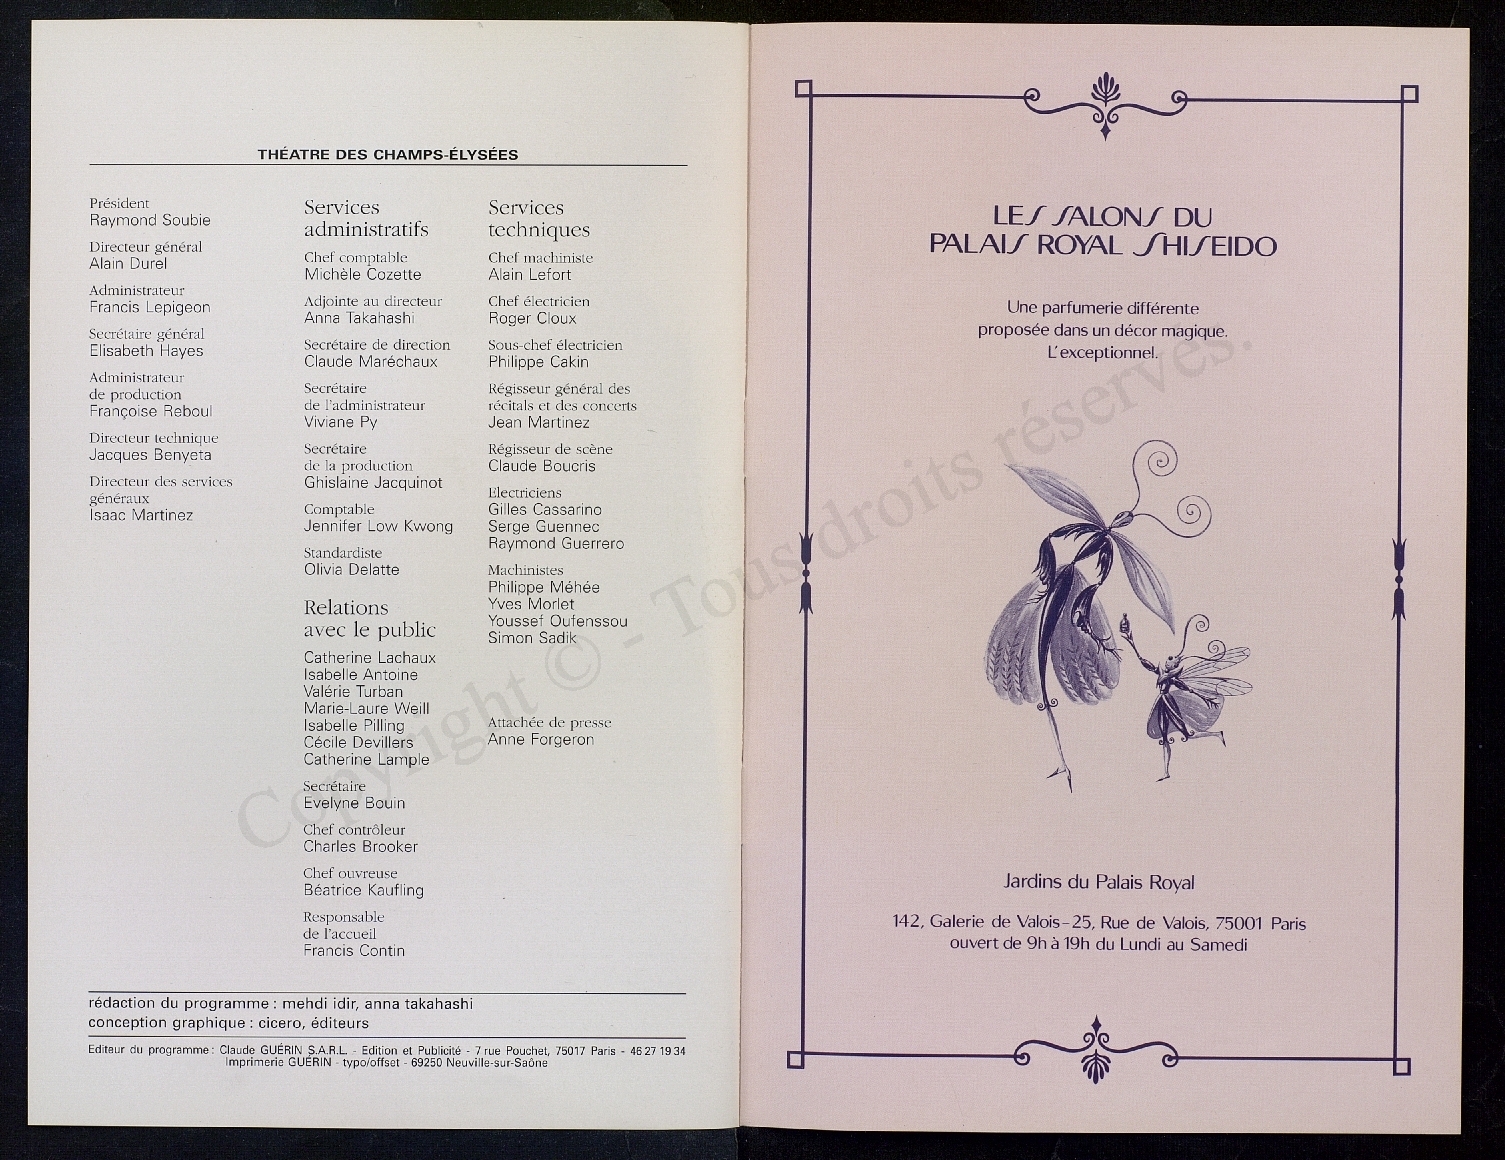 THÉATRE DES CHAMPS-ÉLYSÉES
Président
Raymond Soubie
Directeur général
Alain Durel
Administrateur
Francis Lepigeon
Secrétaire général
Elisabeth Hayes
Administrateur
de production
Françoise Reboul
Directeur technique
Jacques Benyeta
Directeur des services
généraux
Isaac Martinez
Services
administratifs
Chef comptable
Michèle Cozette
Adjointe au directeur
Anna Takahashi
Secrétaire de direction
Claude Maréchaux
Secrétaire
de l'administrateur
Viviane Py
Secrétaire
de la production
Ghislaine Jacquinot
Comptable
Jennifer Low Kwong
Standardiste
Olivia Delatte
Relations
avec le public
Catherine Lachaux
Isabelle Antoine
Valérie Turban
Marie-Laure Weill
Isabelle Pilling
Cécile Devillers
Catherine Lample
Secrétaire
Evelyne Bouin
Chef contrôleur
Charles Brooker
Chef ouvreuse
Béatrice Kaufling
Responsable
de l'accueil
Francis Contin
Services
techniques
Chef machiniste
Alain Lefort
Chef électricien
Roger Cloux
Sous-chef électricien
Philippe Cakin
Régisseur général des
récitals et des concerts
Jean Martinez
Régisseur de scène
Claude Boucris
Electriciens
Gilles Cassarino
Serge Guennec
Raymond Guerrero
Machinistes
Philippe Méhée
Yves Morlet
Youssef Oufenssou
Simon Sadik
Attachée de presse
Anne Forgeron
rédaction du programme : mehdi idir, anna takahashi
conception graphique : cicero, éditeurs
Editeur du programme : Claude GUÉRIN S.A.R.L. - Edition et Publicité - 7 rue Pouchet, 75017 Paris - 46 27 19 34
Imprimerie GUÉRIN - typo/offset - 69250 Neuville-sur-Saône
LES SALONS DU
PALAIS ROYAL SHISEIDO
Une parfumerie différente
proposée dans un décor magique.
L'exceptionnel.
Jardins du Palais Royal
142, Galerie de Valois-25, Rue de Valois, 75001 Paris
ouvert de 9h à 19h du Lundi au Samedi
Copyright © - Tous droits réservés.